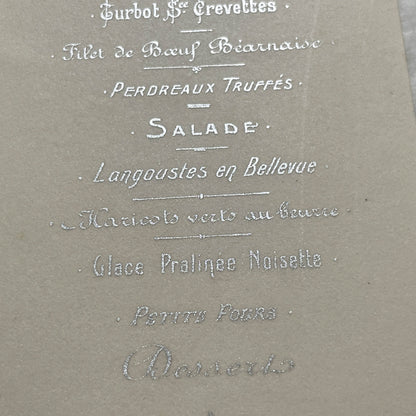 · Turbot Sce Crevettes ·
· Filet de Bœuf Béarnaise ·
· PERDREAUX TRUFFÉS ·
· SALADE ·
· Langoustes en Bellevue ·
· Haricots verts au beurre ·
· Glace Pralinée Noisette ·
· PETITS FOURS ·
Desserts